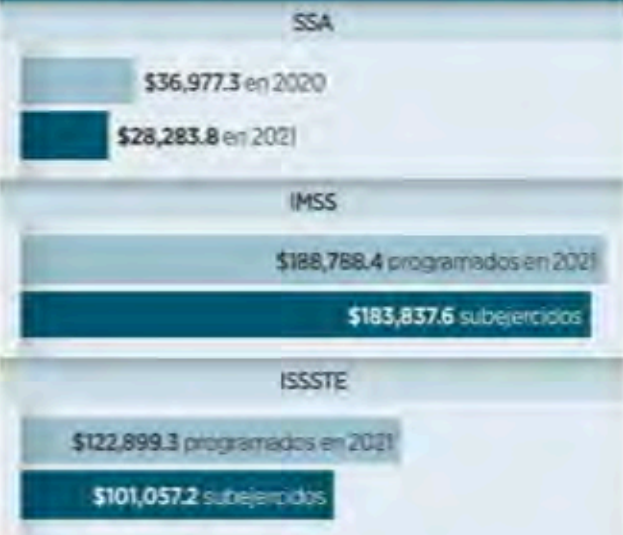 SSA
$36,977.3 en 2020
$28,283.8 en 2021
IMSS
$188,788.4 programados en 2021
$183,837.6 subejercidos
ISSSTE
$122,899.3 programados en 2021
$101,057.2 subejercidos